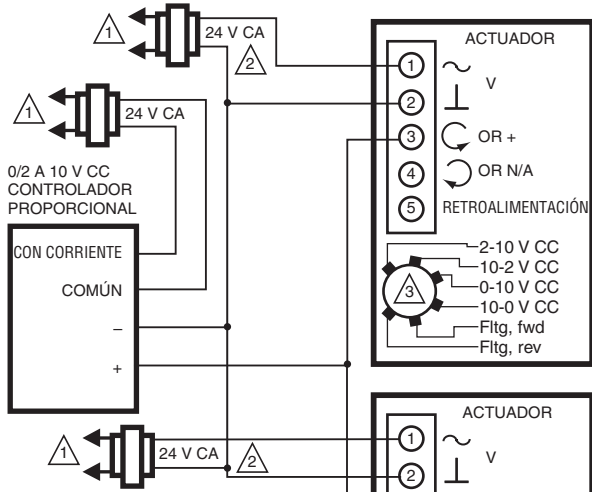 1
24 V CA
2
ACTUADOR
1
V
2
3
OR +
4
OR N/A
5
RETROALIMENTACIÓN
1
24 V CA
0/2 A 10 V CC
CONTROLADOR
PROPORCIONAL
CON CORRIENTE
COMÚN
–
+
3
2-10 V CC
10-2 V CC
0-10 V CC
10-0 V CC
Fltg, fwd
Fltg, rev
1
24 V CA
2
ACTUADOR
1
V
2